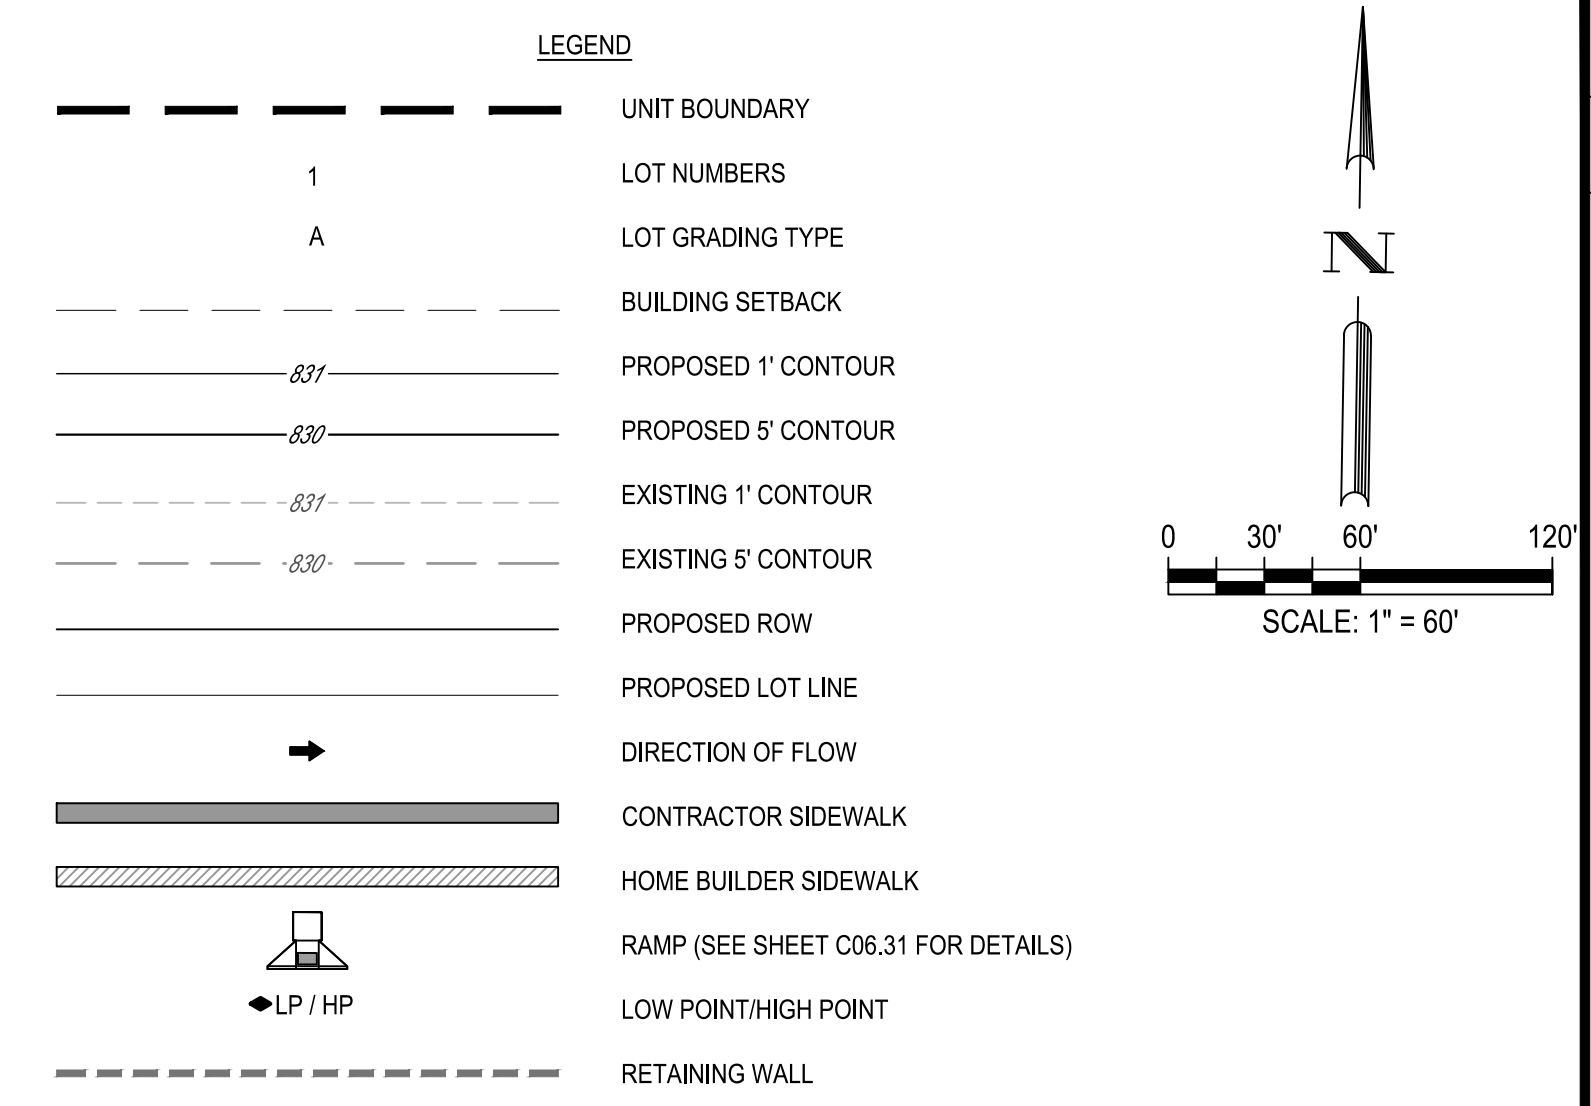 LEGEND
UNIT BOUNDARY
1 LOT NUMBERS
A LOT GRADING TYPE
BUILDING SETBACK
831 PROPOSED 1' CONTOUR
830 PROPOSED 5' CONTOUR
831 EXISTING 1' CONTOUR
830 EXISTING 5' CONTOUR
PROPOSED ROW
PROPOSED LOT LINE
DIRECTION OF FLOW
CONTRACTOR SIDEWALK
HOME BUILDER SIDEWALK
RAMP (SEE SHEET C06.31 FOR DETAILS)
LP / HP LOW POINT/HIGH POINT
RETAINING WALL
N
0 30' 60' 120'
SCALE: 1" = 60'